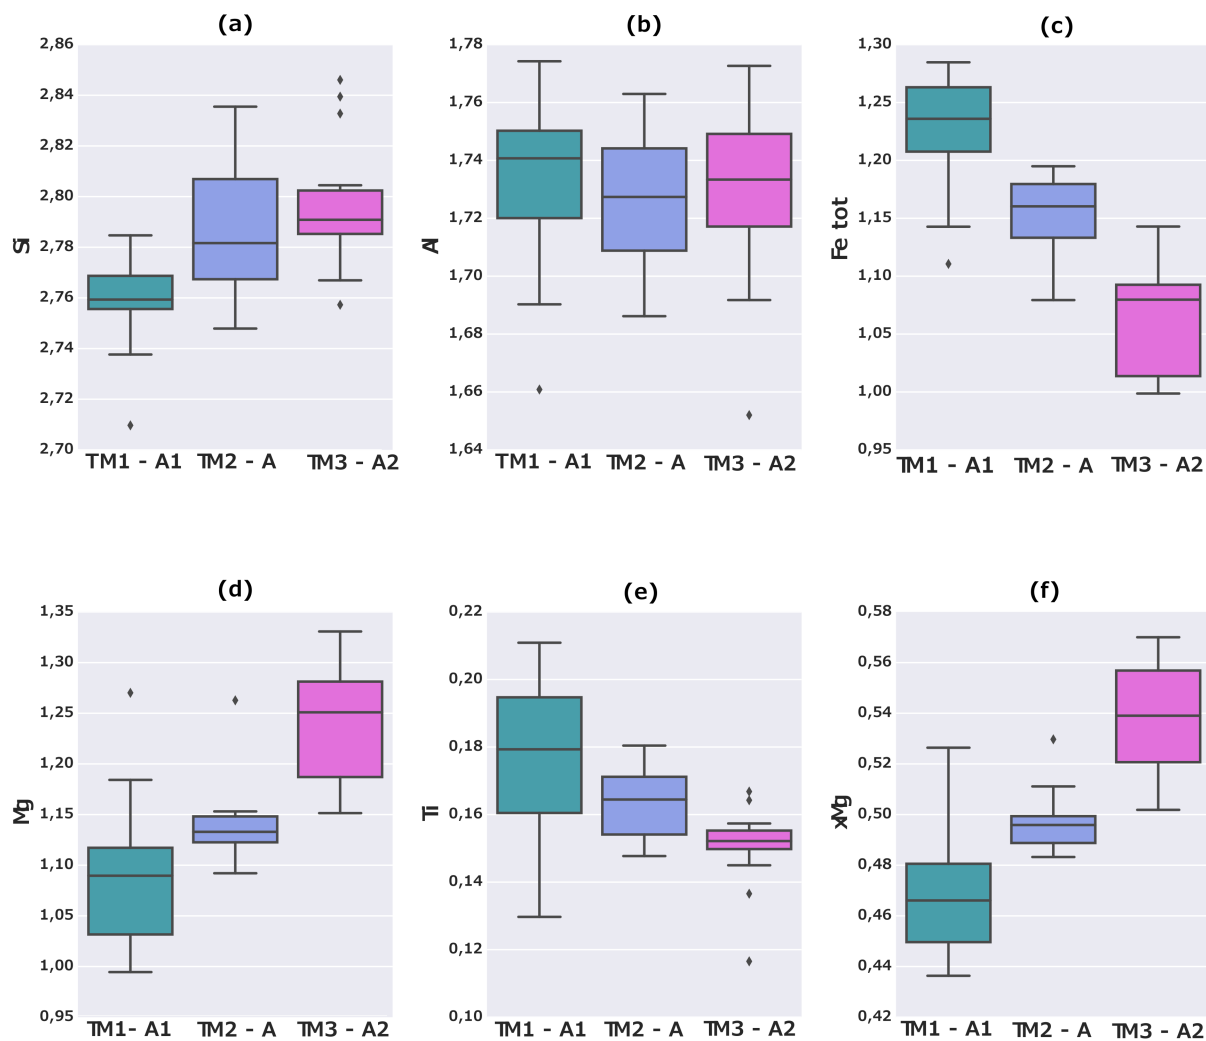 (a)
(b)
(c)
2,86
2,84
2,82
2,80
2,78
2,76
2,74
2,72
2,70
Si
TM1 - A1
TM2 - A
TM3 - A2
1,78
1,76
1,74
1,72
1,70
1,68
1,66
1,64
Al
TM1 - A1
TM2 - A
TM3 - A2
1,30
1,25
1,20
1,15
1,10
1,05
1,00
0,95
Fe tot
TM1 - A1
TM2 - A
TM3 - A2
(d)
(e)
(f)
1,35
1,30
1,25
1,20
1,15
1,10
1,05
1,00
0,95
Mg
TM1- A1
TM2 - A
TM3 - A2
0,22
0,20
0,18
0,16
0,14
0,12
0,10
Ti
TM1 - A1
TM2 - A
TM3 - A2
0,58
0,56
0,54
0,52
0,50
0,48
0,46
0,44
0,42
xMg
TM1 - A1
TM2 - A
TM3 - A2